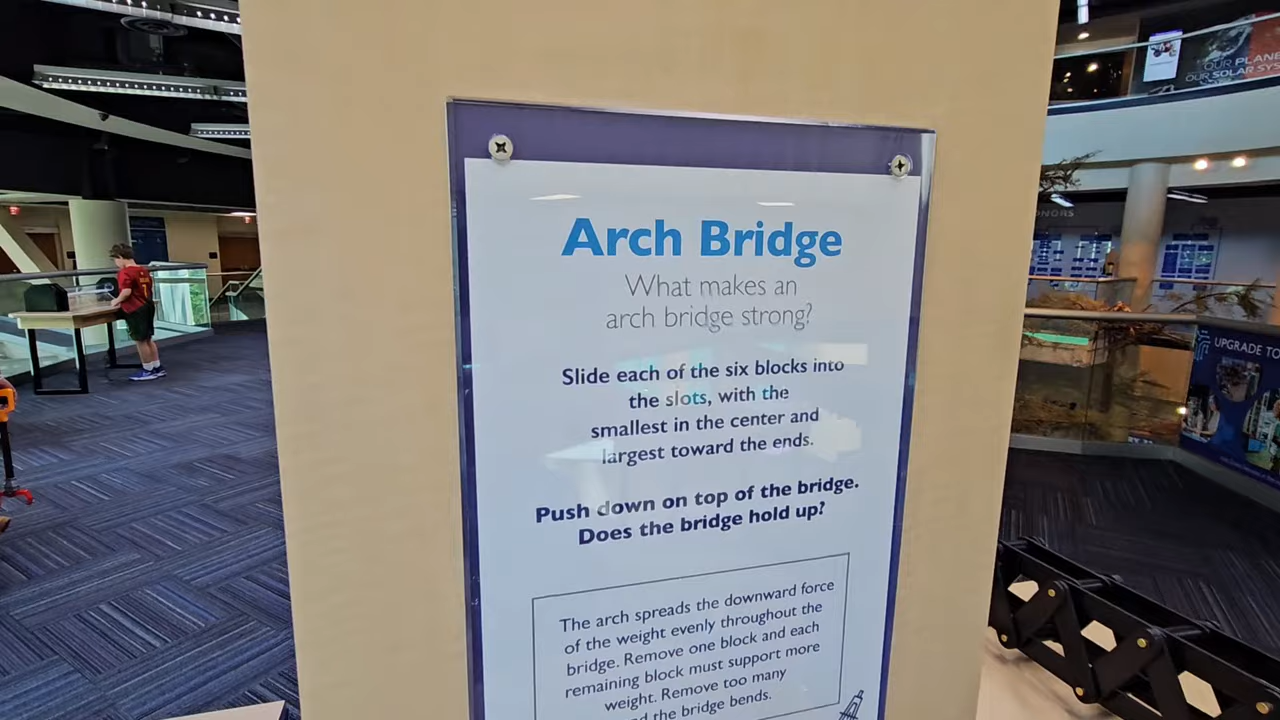 Arch Bridge
What makes an
arch bridge strong?
Slide each of the six blocks into
the slots, with the
smallest in the center and
largest toward the ends.
Push down on top of the bridge.
Does the bridge hold up?
The arch spreads the downward force
of the weight evenly throughout the
bridge. Remove one block and each
remaining block must support more
weight. Remove too many
the bridge bends.
OUR PLANE
OUR SOLAR SYS
ONORS
UPGRADE TO